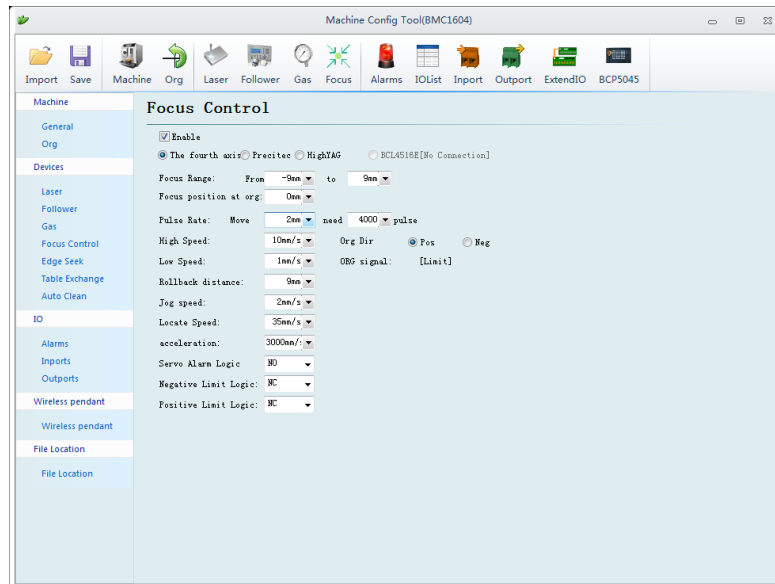 Machine Config Tool(BMC1604)
Import Save Machine Org Laser Follower Gas Focus Alarms IOList Inport Outport ExtendIO BCP5045
Machine
General
Org
Devices
Laser
Follower
Gas
Focus Control
Edge Seek
Table Exchange
Auto Clean
IO
Alarms
Inports
Outports
Wireless pendant
Wireless pendant
File Location
File Location
Focus Control
Enable
The fourth axis Precitec HighYAG BCL4516E[No Connection]
Focus Range: From -9mm to 9mm
Focus position at org: 0mm
Pulse Rate: Move 2mm need 4000 pulse
High Speed: 10mm/s Org Dir Pos Neg
Low Speed: 1mm/s ORG signal: [Limit]
Rollback distance: 9mm
Jog speed: 2mm/s
Locate Speed: 35mm/s
acceleration: 3000mm/:
Servo Alarm Logic NO
Negative Limit Logic: NC
Positive Limit Logic: NC